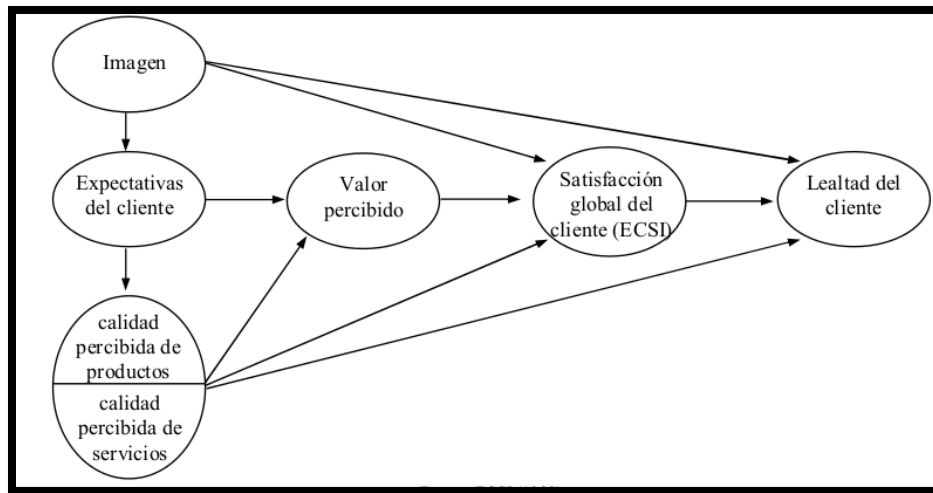 Imagen
Expectativas
del cliente
Valor
percibido
Satisfacción
global del
cliente (ECSI)
Lealtad del
cliente
calidad
percibida de
productos
calidad
percibida de
servicios